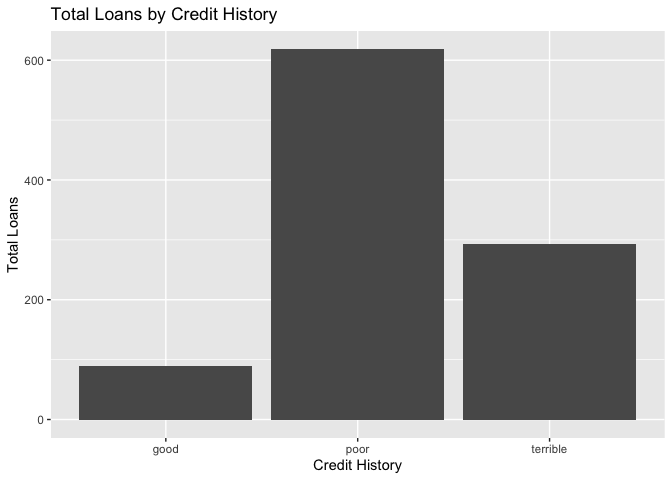 Total Loans by Credit History
600
400
200
0
Total Loans
good poor terrible
Credit History